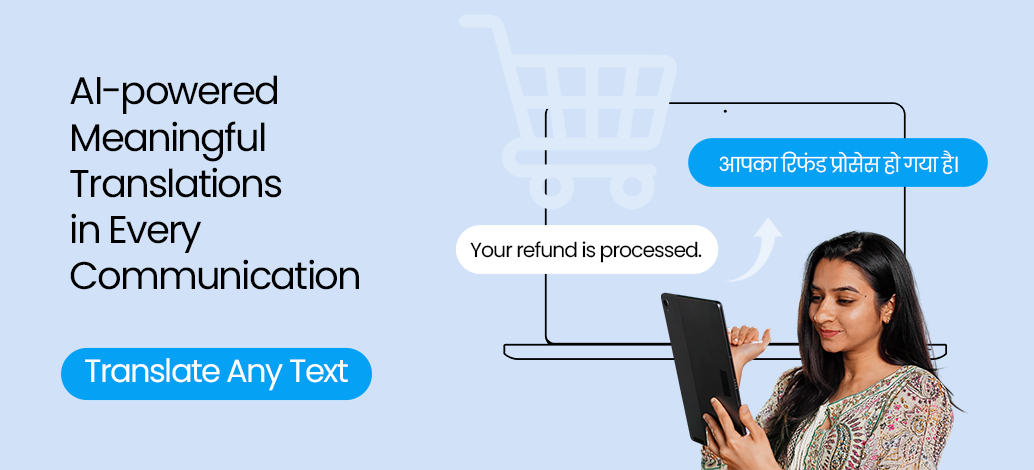 AI-powered
Meaningful
Translations
in Every
Communication
Translate Any Text
आपका रिफंड प्रोसेस हो गया है।
Your refund is processed.